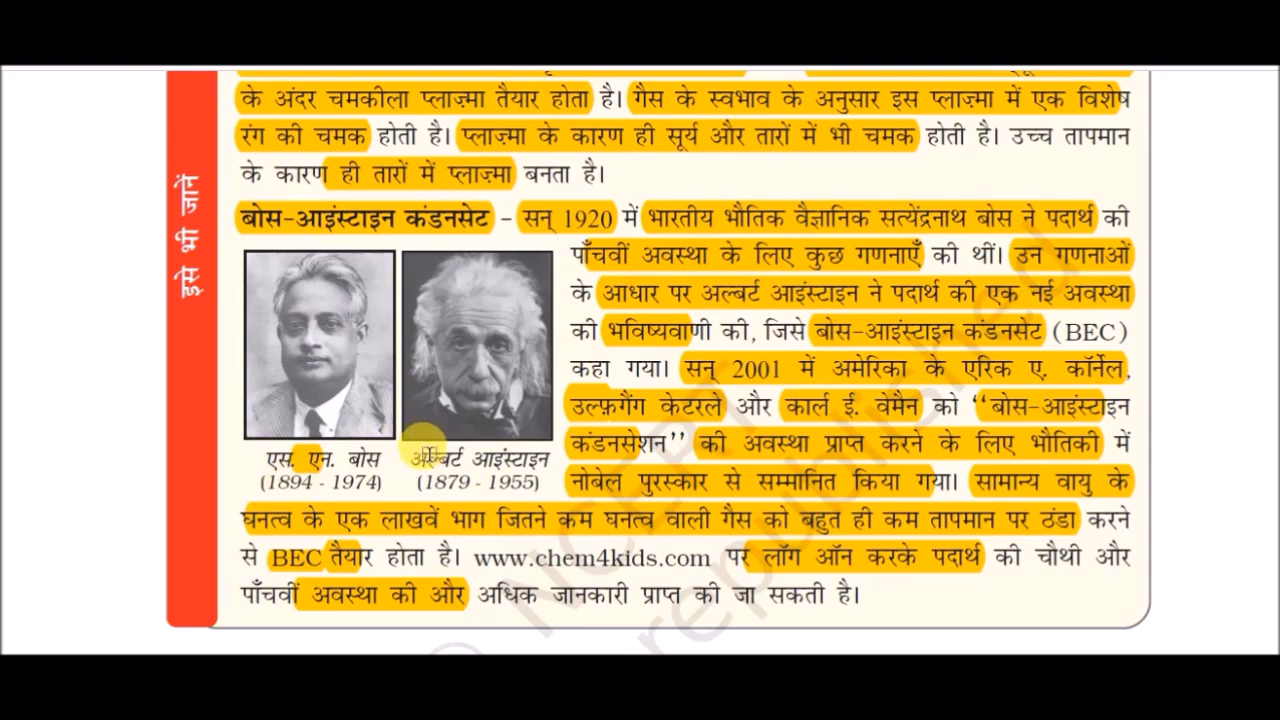 के अंदर चमकीला प्लाज़्मा तैयार होता है। गैस के स्वभाव के अनुसार इस प्लाज़्मा में एक विशेष
रंग की चमक होती है। प्लाज़्मा के कारण ही सूर्य और तारों में भी चमक होती है। उच्च तापमान
के कारण ही तारों में प्लाज़्मा बनता है।
इसे भी जानें
बोस-आइंस्टाइन कंडनसेट - सन् 1920 में भारतीय भौतिक वैज्ञानिक सत्येंद्रनाथ बोस ने पदार्थ की
पाँचवीं अवस्था के लिए कुछ गणनाएँ की थीं। उन गणनाओं
के आधार पर अल्बर्ट आइंस्टाइन ने पदार्थ की एक नई अवस्था
की भविष्यवाणी की, जिसे बोस-आइंस्टाइन कंडनसेट (BEC)
कहा गया। सन् 2001 में अमेरिका के एरिक ए. कॉर्नेल,
उल्फ़गैंग केटरले और कार्ल ई. वेमैन को “बोस-आइंस्टाइन
कंडनसेशन” की अवस्था प्राप्त करने के लिए भौतिकी में
नोबेल पुरस्कार से सम्मानित किया गया। सामान्य वायु के
एस. एन. बोस
(1894 - 1974)
अल्बर्ट आइंस्टाइन
(1879 - 1955)
घनत्व के एक लाखवें भाग जितने कम घनत्व वाली गैस को बहुत ही कम तापमान पर ठंडा करने
से BEC तैयार होता है। www.chem4kids.com पर लॉग ऑन करके पदार्थ की चौथी और
पाँचवीं अवस्था की और अधिक जानकारी प्राप्त की जा सकती है।
© NCERT
republished